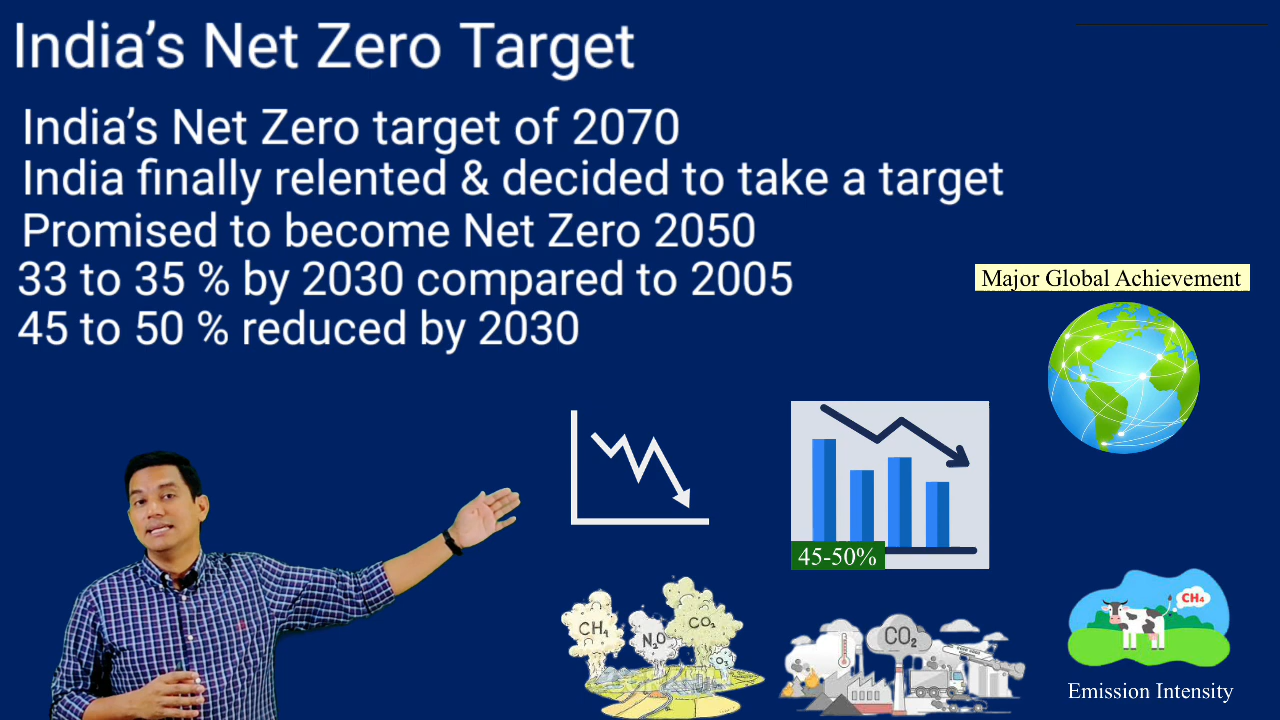 India’s Net Zero Target
India’s Net Zero target of 2070
India finally relented & decided to take a target
Promised to become Net Zero 2050
33 to 35 % by 2030 compared to 2005
45 to 50 % reduced by 2030
Major Global Achievement
45-50%
CH₄
N₂O
CO₂
O₃
CO₂
CH₄
Emission Intensity